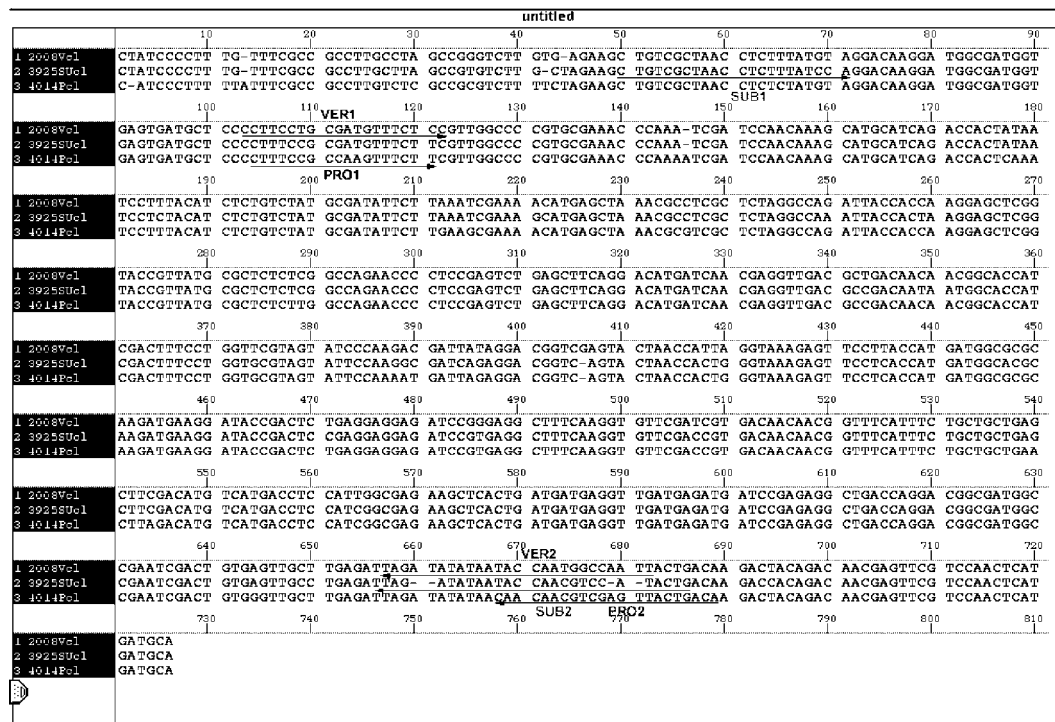 untitled
10 20 30 40 50 60 70 80 90
1 2008Vcl CTATCCCCTT TG-TTTCGCC GCCTTGCCTA GCCGGGTCTT GTG-AGAAGC TGTCGCTAAC CTCTTTATGT AGGACAAGGA TGGCGATGGT
2 3925SUcl CTATCCCCTT TG-TTTCGCC GCCTTGCTTA GCCGTGTCTT G-CTAGAAGC TGTCGCTAAC CTCTTTATCC AGGACAAGGA TGGCGATGGT
3 4014Pcl C-ATCCCTTT TTATTTCGCC GCCTTGTCTC GCCGCGTCTT TTCTAGAAGC TGTCGCTAAC CTCTCTATGT AGGACAAGGA TGGCGATGGT
SUB1
100 110 120 130 140 150 160 170 180
VER1
1 2008Vcl GAGTGATGCT CCCCTTCCTG CGATGTTTCT CCGTTGGCCC CGTGCGAAAC CCAAA-TCGA TCCAACAAAG CATGCATCAG ACCACTATAA
2 3925SUcl GAGTGATGCT CCCCTTTCCG CGATGTTTCT TCGTTGGCCC CGTGCGAAAC CCAAA-TCGA TCCAACAAAG CATGCATCAG ACCACTATAA
3 4014Pcl GAGTGATGCT CCCCTTTCCG CCAAGTTTCT TCGTTGGCCC CGTGCGAAAC CCAAAATCGA TCCAACAAAG CATGCATCAG ACCACTCAAA
PRO1
190 200 210 220 230 240 250 260 270
1 2008Vcl TCCTTTACAT CTCTGTCTAT GCGATATTCT TAAATCGAAA ACATGAGCTA AAACGCCTCGC TCTAGGCCAG ATTACCACCA AGGAGCTCGG
2 3925SUcl TCCTCTACAT CTCTGTCTAT GCGATATTCT TAAATCGAAA GCATGAGCTA AAACGCCTCGC TCTAGGCCAA ATTACCACTA AGGAGCTCGG
3 4014Pcl TCCTTTACAT CTCTGTCTAT GCGATATTCT TGAAGCGAAA ACATGAGCTA AAACGCGTCGC TCTAGGCCAG ATTACCACCA AGGAGCTCGG
280 290 300 310 320 330 340 350 360
1 2008Vcl TACCGTTATG CGCTCTCTCGG GCCAGAACCC CTCCGAGTCT GAGCTTCAGG ACATGATCAA CGAGGTTGAC GCTGACAACA ACGGCACCAT
2 3925SUcl TACCGTTATG CGCTCTCTCGG GCCAGAACCC CTCCGAGTCT GAGCTTCAGG ACATGATCAA CGAGGTTGAC GCCGACAATA ATGGCACCAT
3 4014Pcl TACCGTTATG CGCTCTCTTGG GCCAGAACCC CTCCGAGTCT GAGCTTCAGG ACATGATCAA CGAGGTTGAC GCCGACAACA ACGGCACCAT
370 380 390 400 410 420 430 440 450
1 2008Vcl CGACTTTCCTG GGTTCGTAGT ATCCCAAGAC GATTATAGGA CGGTCGAGTA CTAACCATTA GGTAAAGAGT TCCTTACCAT GATGGCGCGC
2 3925SUcl CGACTTTCCTG GGTGCGTAGT ATTCCAAGGC GATCAGAGGA CGGTC-AGTA CTAACCACTG GGTAAAGAGT TCCTCACCAT GATGGCACGC
3 4014Pcl CGACTTTCCTG GGTGCGTAGT ATTCCAAAAT GATTAGAGGA CGGTC-AGTA CTAACCACTG GGTAAAGAGT TCCTCACCAT GATGGCGCGC
460 470 480 490 500 510 520 530 540
1 2008Vcl AAGATGAAGG ATACCGACTC TGAGGAGGAG ATCCGGGAGG CTTTCAAGGT GTTCGATCGT GACAACAACG GTTTCATTTC TGCTGCTGAG
2 3925SUcl AAGATGAAGG ATACCGACTC CGAGGAGGAG ATCCGTGAGG CTTTCAAGGT GTTCGACCGT GACAACAACG GTTTCATTTC TGCTGCTGAG
3 4014Pcl AAGATGAAGG ATACCGACTC TGAGGAGGAG ATCCGTGAGG CTTTCAAGGT GTTCGACCGT GACAACAACG GTTTCATTTC TGCTGCTGAA
550 560 570 580 590 600 610 620 630
1 2008Vcl CTTCGACATG TCATGACCTC CATTGGCGAG AAGCTCACTG ATGATGAGGT TGATGAGATG ATCCGAGAGG CTGACCAGGA CGGCGATGGC
2 3925SUcl CTTCGACATG TCATGACCTC CATCGGCGAG AAGCTCACTG ATGATGAGGT TGATGAGATG ATCCGAGAGG CTGACCAGGA CGGCGATGGC
3 4014Pcl CTTAGACATG TCATGACCTC CATCGGCGAG AAGCTCACTG ATGATGAGGT TGATGAGATG ATCCGAGAGG CTGACCAGGA CGGCGATGGC
640 650 660 670 680 690 700 710 720
VER2
1 2008Vcl CGAATCGACT GTGAGTTGCT TGAGATTAGA TATATAATAC CAATGGCCAA TTACTGACAA GACTACAGAC AACGAGTTCG TCCAACTCAT
2 3925SUcl CGAATCGACT GTGAGTTGCC TGAGATTAG- -ATATAATAC CAACGTCC-A -TACTGACAA GACCACAGAC AACGAGTTCG TCCAACTCAT
3 4014Pcl CGAATCGACT GTGGGTTGCT TGAGATTAGA TATATAACAA CAACGTCGAG TTACTGACAA GACTACAGAC AACGAGTTCG TCCAACTCAT
SUB2 PRO2
730 740 750 760 770 780 790 800 810
1 2008Vcl GATGCA
2 3925SUcl GATGCA
3 4014Pcl GATGCA